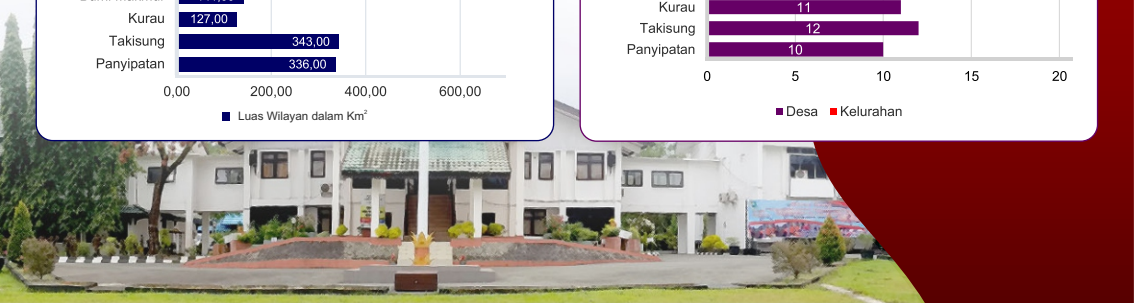 Kurau 127,00
Takisung 343,00
Panyipatan 336,00
0,00 200,00 400,00 600,00
Luas Wilayan dalam Km²
Kurau 11
Takisung 12
Panyipatan 10
0 5 10 15 20
Desa Kelurahan